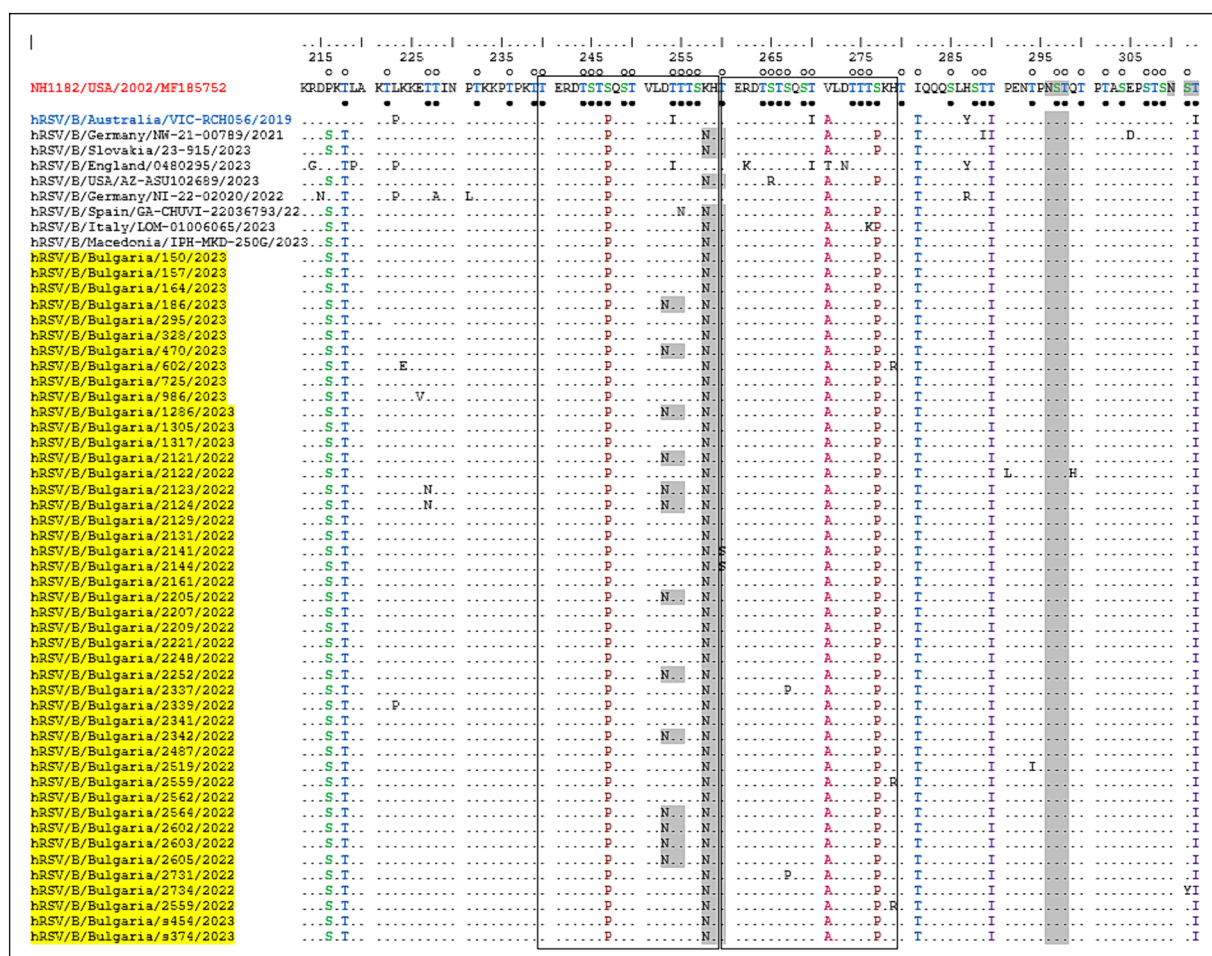 215 225 235 245 255 265 275 285 295 305
NH1182/USA/2002/MF185752 KRDPKTLA KTLKKETTIN PTKKPTPKTT ERDTSTSQST VLDTTTSKHT ERDTSTSQST VLDTTTSKHT IQQQSLHSTT PENTPNSTQT PTASEPSTSN ST
hRSV/B/Australia/VIC-RCH056/2019 P P I I A T Y I
hRSV/B/Germany/NW-21-00789/2021 S T P N A P T I I D I
hRSV/B/Slovakia/23-915/2023 S T P N A P T I I
hRSV/B/England/0480295/2023 G T P P P I K I T N T Y I I
hRSV/B/USA/AZ-ASU102689/2023 S T P N R A P T I I
hRSV/B/Germany/NI-22-02020/2022 N T P A L P A T R I I
hRSV/B/Spain/GA-CHUVI-22036793/22 S T P N N A P T I I
hRSV/B/Italy/LOM-01006065/2023 S T P N A K P T I I
hRSV/B/Macedonia/IPH-MKD-250G/2023 S T P N A P T I I
hRSV/B/Bulgaria/150/2023 S T P N A P T I I
hRSV/B/Bulgaria/157/2023 S T P N A P T I I
hRSV/B/Bulgaria/164/2023 S T P N A P T I I
hRSV/B/Bulgaria/186/2023 S T P N N A P T I I
hRSV/B/Bulgaria/295/2023 S T P N A P T I I
hRSV/B/Bulgaria/328/2023 S T P N A P T I I
hRSV/B/Bulgaria/470/2023 S T P N N A P T I I
hRSV/B/Bulgaria/602/2023 S T E P N A P R T I I
hRSV/B/Bulgaria/725/2023 S T P N A P T I I
hRSV/B/Bulgaria/986/2023 S T V P N A P T I I
hRSV/B/Bulgaria/1286/2023 S T P N N A P T I I
hRSV/B/Bulgaria/1305/2023 S T P N A P T I I
hRSV/B/Bulgaria/1317/2023 S T P N A P T I I
hRSV/B/Bulgaria/2121/2022 S T P N N A P T I I
hRSV/B/Bulgaria/2122/2022 S T P N A P T I L H I
hRSV/B/Bulgaria/2123/2022 S T N P N N A P T I I
hRSV/B/Bulgaria/2124/2022 S T N P N N A P T I I
hRSV/B/Bulgaria/2129/2022 S T P N A P T I I
hRSV/B/Bulgaria/2131/2022 S T P N A P T I I
hRSV/B/Bulgaria/2141/2022 S T P N S A P T I I
hRSV/B/Bulgaria/2144/2022 S T P N S A P T I I
hRSV/B/Bulgaria/2161/2022 S T P N A P T I I
hRSV/B/Bulgaria/2205/2022 S T P N N A P T I I
hRSV/B/Bulgaria/2207/2022 S T P N A P T I I
hRSV/B/Bulgaria/2209/2022 S T P N A P T I I
hRSV/B/Bulgaria/2221/2022 S T P N A P T I I
hRSV/B/Bulgaria/2248/2022 S T P N A P T I I
hRSV/B/Bulgaria/2252/2022 S T P N N A P T I I
hRSV/B/Bulgaria/2337/2022 S T P N P A P T I I
hRSV/B/Bulgaria/2339/2022 S T P P N A P T I I
hRSV/B/Bulgaria/2341/2022 S T P N A P T I I
hRSV/B/Bulgaria/2342/2022 S T P N N A P T I I
hRSV/B/Bulgaria/2487/2022 S T P N A P T I I
hRSV/B/Bulgaria/2519/2022 S T P N A P T I T I
hRSV/B/Bulgaria/2559/2022 S T P N A P R T I I
hRSV/B/Bulgaria/2562/2022 S T P N A P T I I
hRSV/B/Bulgaria/2564/2022 S T P N N A P T I I
hRSV/B/Bulgaria/2602/2022 S T P N N A P T I I
hRSV/B/Bulgaria/2603/2022 S T P N N A P T I I
hRSV/B/Bulgaria/2605/2022 S T P N N A P T I I
hRSV/B/Bulgaria/2731/2022 S T P N P A P T I I
hRSV/B/Bulgaria/2734/2022 S T P N A P T I Y I
hRSV/B/Bulgaria/2559/2022 S T P N A P R T I I
hRSV/B/Bulgaria/s454/2023 S T P N A P T I I
hRSV/B/Bulgaria/s374/2023 S T P N A P T I I